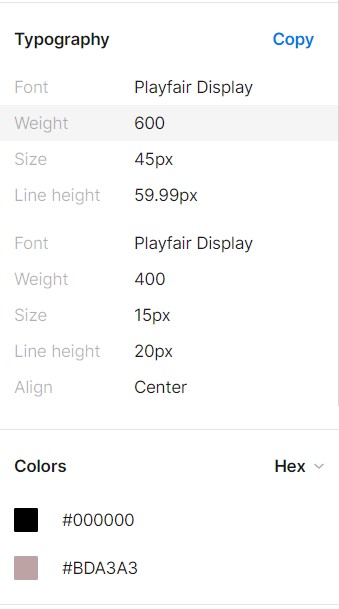 Typography Copy
Font Playfair Display
Weight 600
Size 45px
Line height 59.99px
Font Playfair Display
Weight 400
Size 15px
Line height 20px
Align Center
Colors Hex
#000000
#BDA3A3